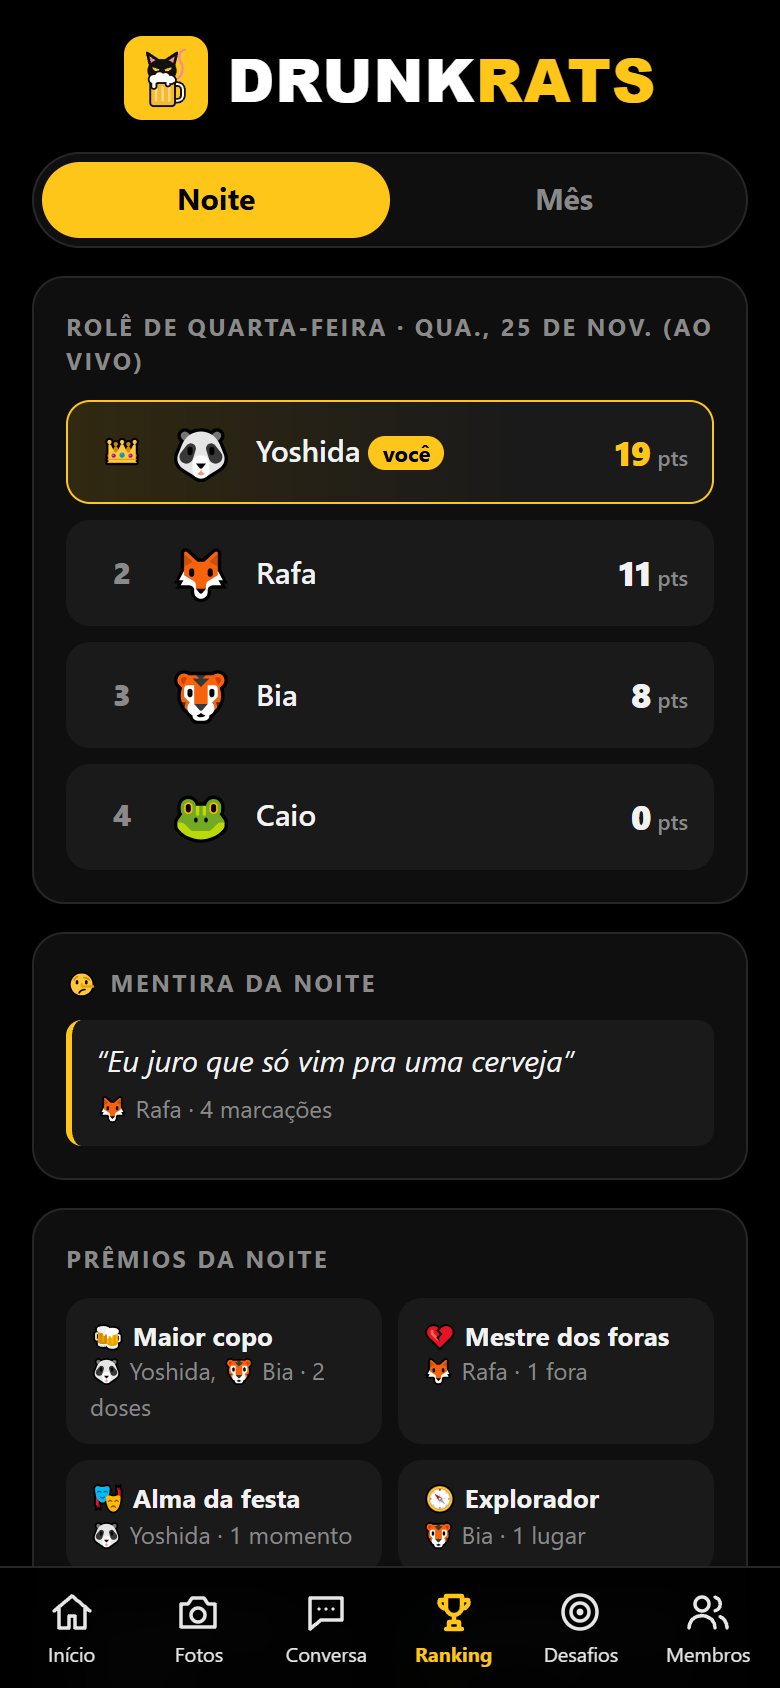 DRUNKRATS
Noite
Mês
ROLÊ DE QUARTA-FEIRA · QUA., 25 DE NOV. (AO
VIVO)
Yoshida você 19 pts
2 Rafa 11 pts
3 Bia 8 pts
4 Caio 0 pts
MENTIRA DA NOITE
“Eu juro que só vim pra uma cerveja”
Rafa · 4 marcações
PRÊMIOS DA NOITE
Maior copo
Yoshida, Bia · 2
doses
Mestre dos foras
Rafa · 1 fora
Alma da festa
Yoshida · 1 momento
Explorador
Bia · 1 lugar
Início
Fotos
Conversa
Ranking
Desafios
Membros